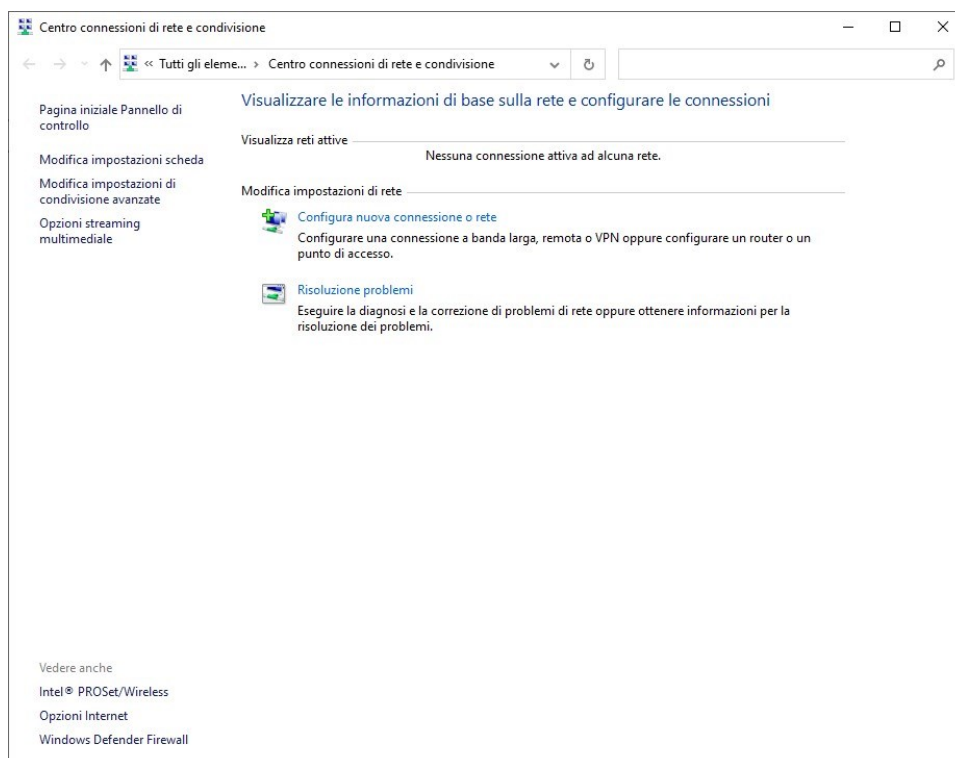 Centro connessioni di rete e condivisione
« Tutti gli eleme... › Centro connessioni di rete e condivisione
Pagina iniziale Pannello di
controllo
Modifica impostazioni scheda
Modifica impostazioni di
condivisione avanzate
Opzioni streaming
multimediale
Visualizzare le informazioni di base sulla rete e configurare le connessioni
Visualizza reti attive
Nessuna connessione attiva ad alcuna rete.
Modifica impostazioni di rete
Configura nuova connessione o rete
Configurare una connessione a banda larga, remota o VPN oppure configurare un router o un
punto di accesso.
Risoluzione problemi
Eseguire la diagnosi e la correzione di problemi di rete oppure ottenere informazioni per la
risoluzione dei problemi.
Vedere anche
Intel® PROSet/Wireless
Opzioni Internet
Windows Defender Firewall